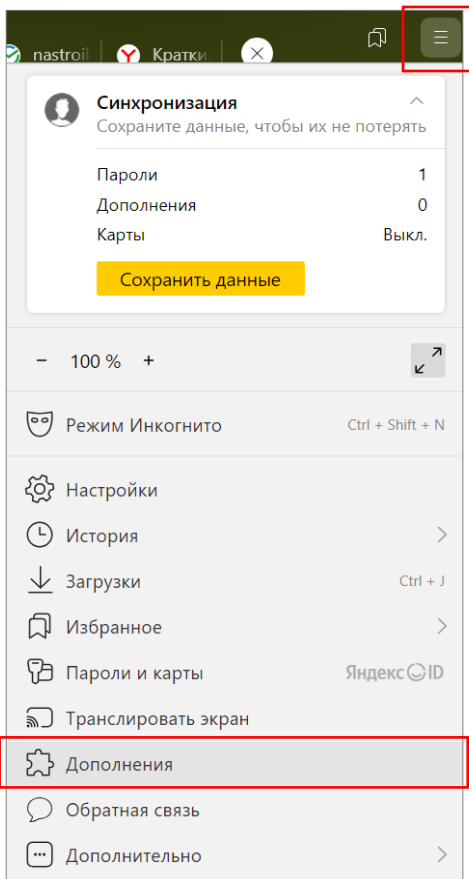 nastroil
Кратки
Синхронизация
Сохраните данные, чтобы их не потерять
Пароли 1
Дополнения 0
Карты Выкл.
Сохранить данные
− 100 % +
Режим Инкогнито Ctrl + Shift + N
Настройки
История
Загрузки Ctrl + J
Избранное
Пароли и карты Яндекс ID
Транслировать экран
Дополнения
Обратная связь
Дополнительно